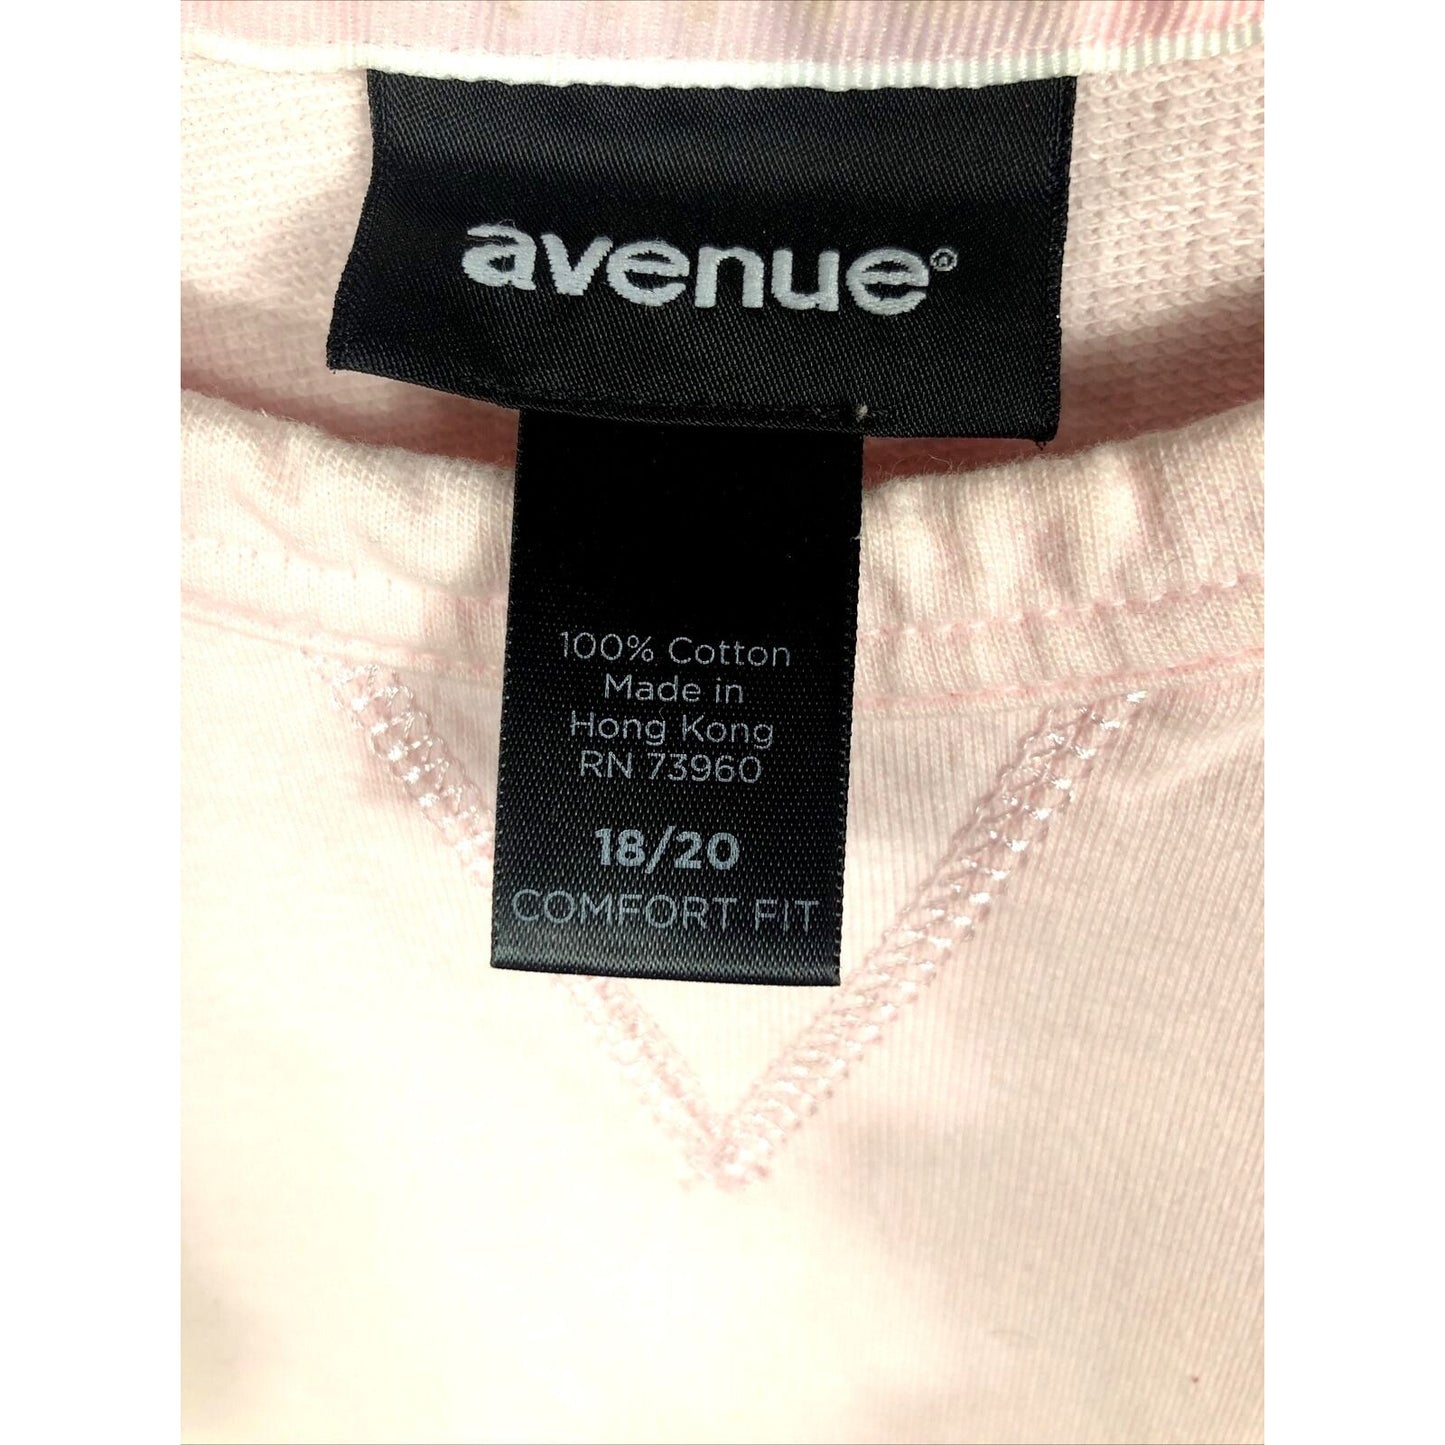 avenue®
100% Cotton
Made in
Hong Kong
RN 73960
18/20
COMFORT FIT